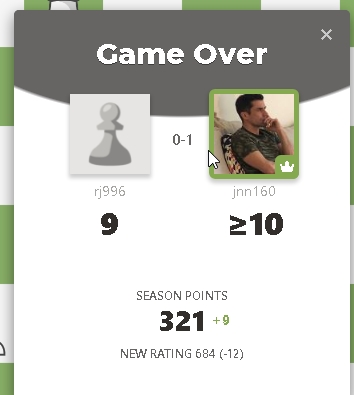 Game Over
0-1
rj996
jnn160
9
≥10
SEASON POINTS
321 +9
NEW RATING 684 (-12)